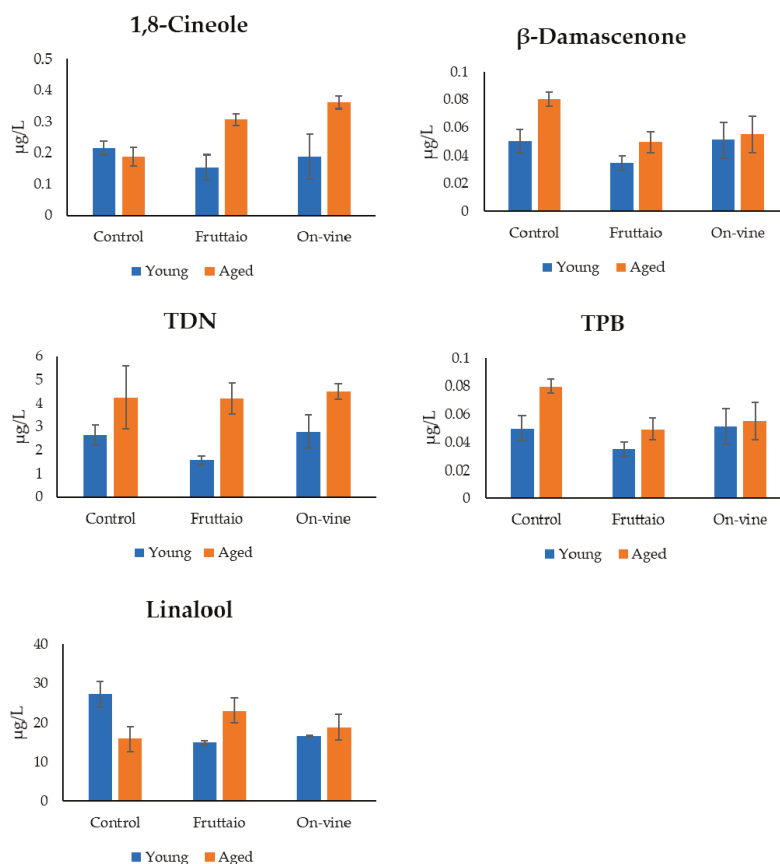 1,8-Cineole
0.5
0.4
0.3
0.2
0.1
0
µg/L
Control Fruttaio On-vine
Young Aged
β-Damascenone
0.1
0.08
0.06
0.04
0.02
0
µg/L
Control Fruttaio On-vine
Young Aged
TDN
6
5
4
3
2
1
0
µg/L
Control Fruttaio On-vine
Young Aged
TPB
0.1
0.08
0.06
0.04
0.02
0
µg/L
Control Fruttaio On-vine
Young Aged
Linalool
40
30
20
10
0
µg/L
Control Fruttaio On-vine
Young Aged